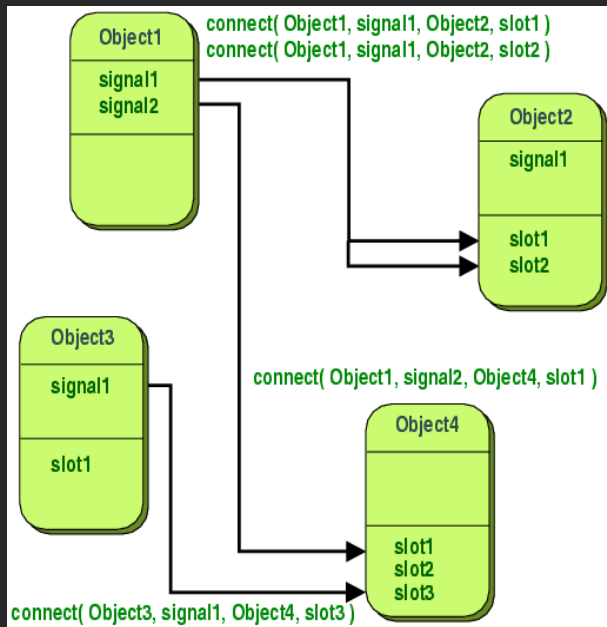 connect( Object1, signal1, Object2, slot1 )
connect( Object1, signal1, Object2, slot2 )
Object1
signal1
signal2
Object2
signal1
slot1
slot2
Object3
signal1
slot1
connect( Object1, signal2, Object4, slot1 )
Object4
slot1
slot2
slot3
connect( Object3, signal1, Object4, slot3 )